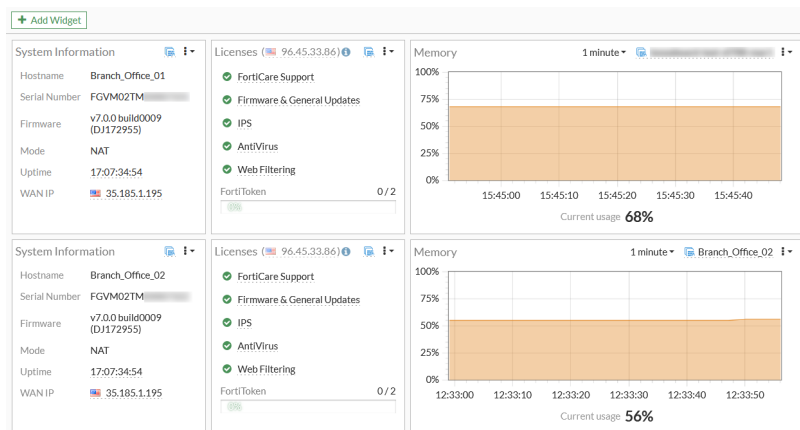 + Add Widget
System Information
Hostname Branch_Office_01
Serial Number FGVM02TM
Firmware v7.0.0 build0009
(DJ172955)
Mode NAT
Uptime 17:07:34:54
WAN IP 35.185.1.195
Licenses ( 96.45.33.86)
FortiCare Support
Firmware & General Updates
IPS
AntiVirus
Web Filtering
FortiToken 0 / 2
0%
Memory 1 minute
100%
75%
50%
25%
0%
15:45:00 15:45:10 15:45:20 15:45:30 15:45:40
Current usage 68%
System Information
Hostname Branch_Office_02
Serial Number FGVM02TM
Firmware v7.0.0 build0009
(DJ172955)
Mode NAT
Uptime 17:07:34:54
WAN IP 35.185.1.195
Licenses ( 96.45.33.86)
FortiCare Support
Firmware & General Updates
IPS
AntiVirus
Web Filtering
FortiToken 0 / 2
0%
Memory 1 minute Branch_Office_02
100%
75%
50%
25%
0%
12:33:00 12:33:10 12:33:20 12:33:30 12:33:40 12:33:50
Current usage 56%